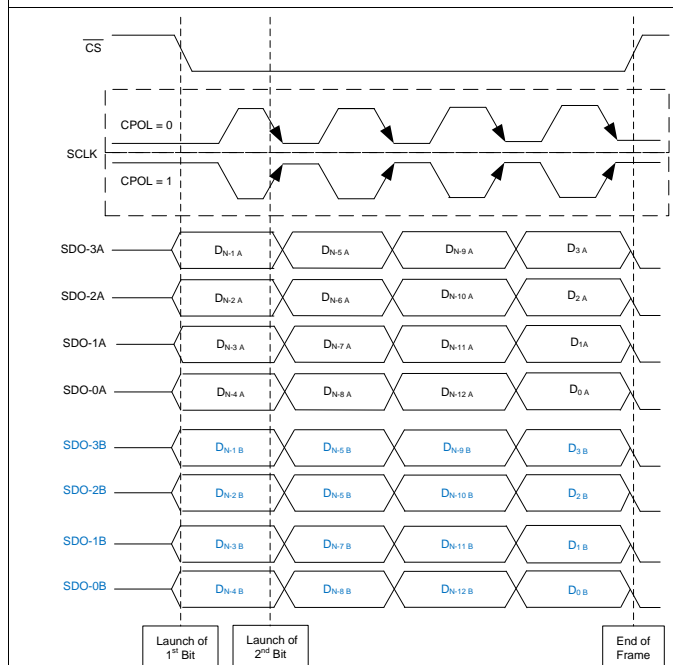 CS
CPOL = 0
SCLK
CPOL = 1
SDO-3A DN-1 A DN-5 A DN-9 A D3 A
SDO-2A DN-2 A DN-6 A DN-10 A D2 A
SDO-1A DN-3 A DN-7 A DN-11 A D1A
SDO-0A DN-4 A DN-8 A DN-12 A D0 A
SDO-3B DN-1 B DN-5 B DN-9 B D3 B
SDO-2B DN-2 B DN-5 B DN-10 B D2 B
SDO-1B DN-3 B DN-7 B DN-11 B D1 B
SDO-0B DN-4 B DN-8 B DN-12 B D0 B
Launch of
1st Bit
Launch of
2nd Bit
End of
Frame